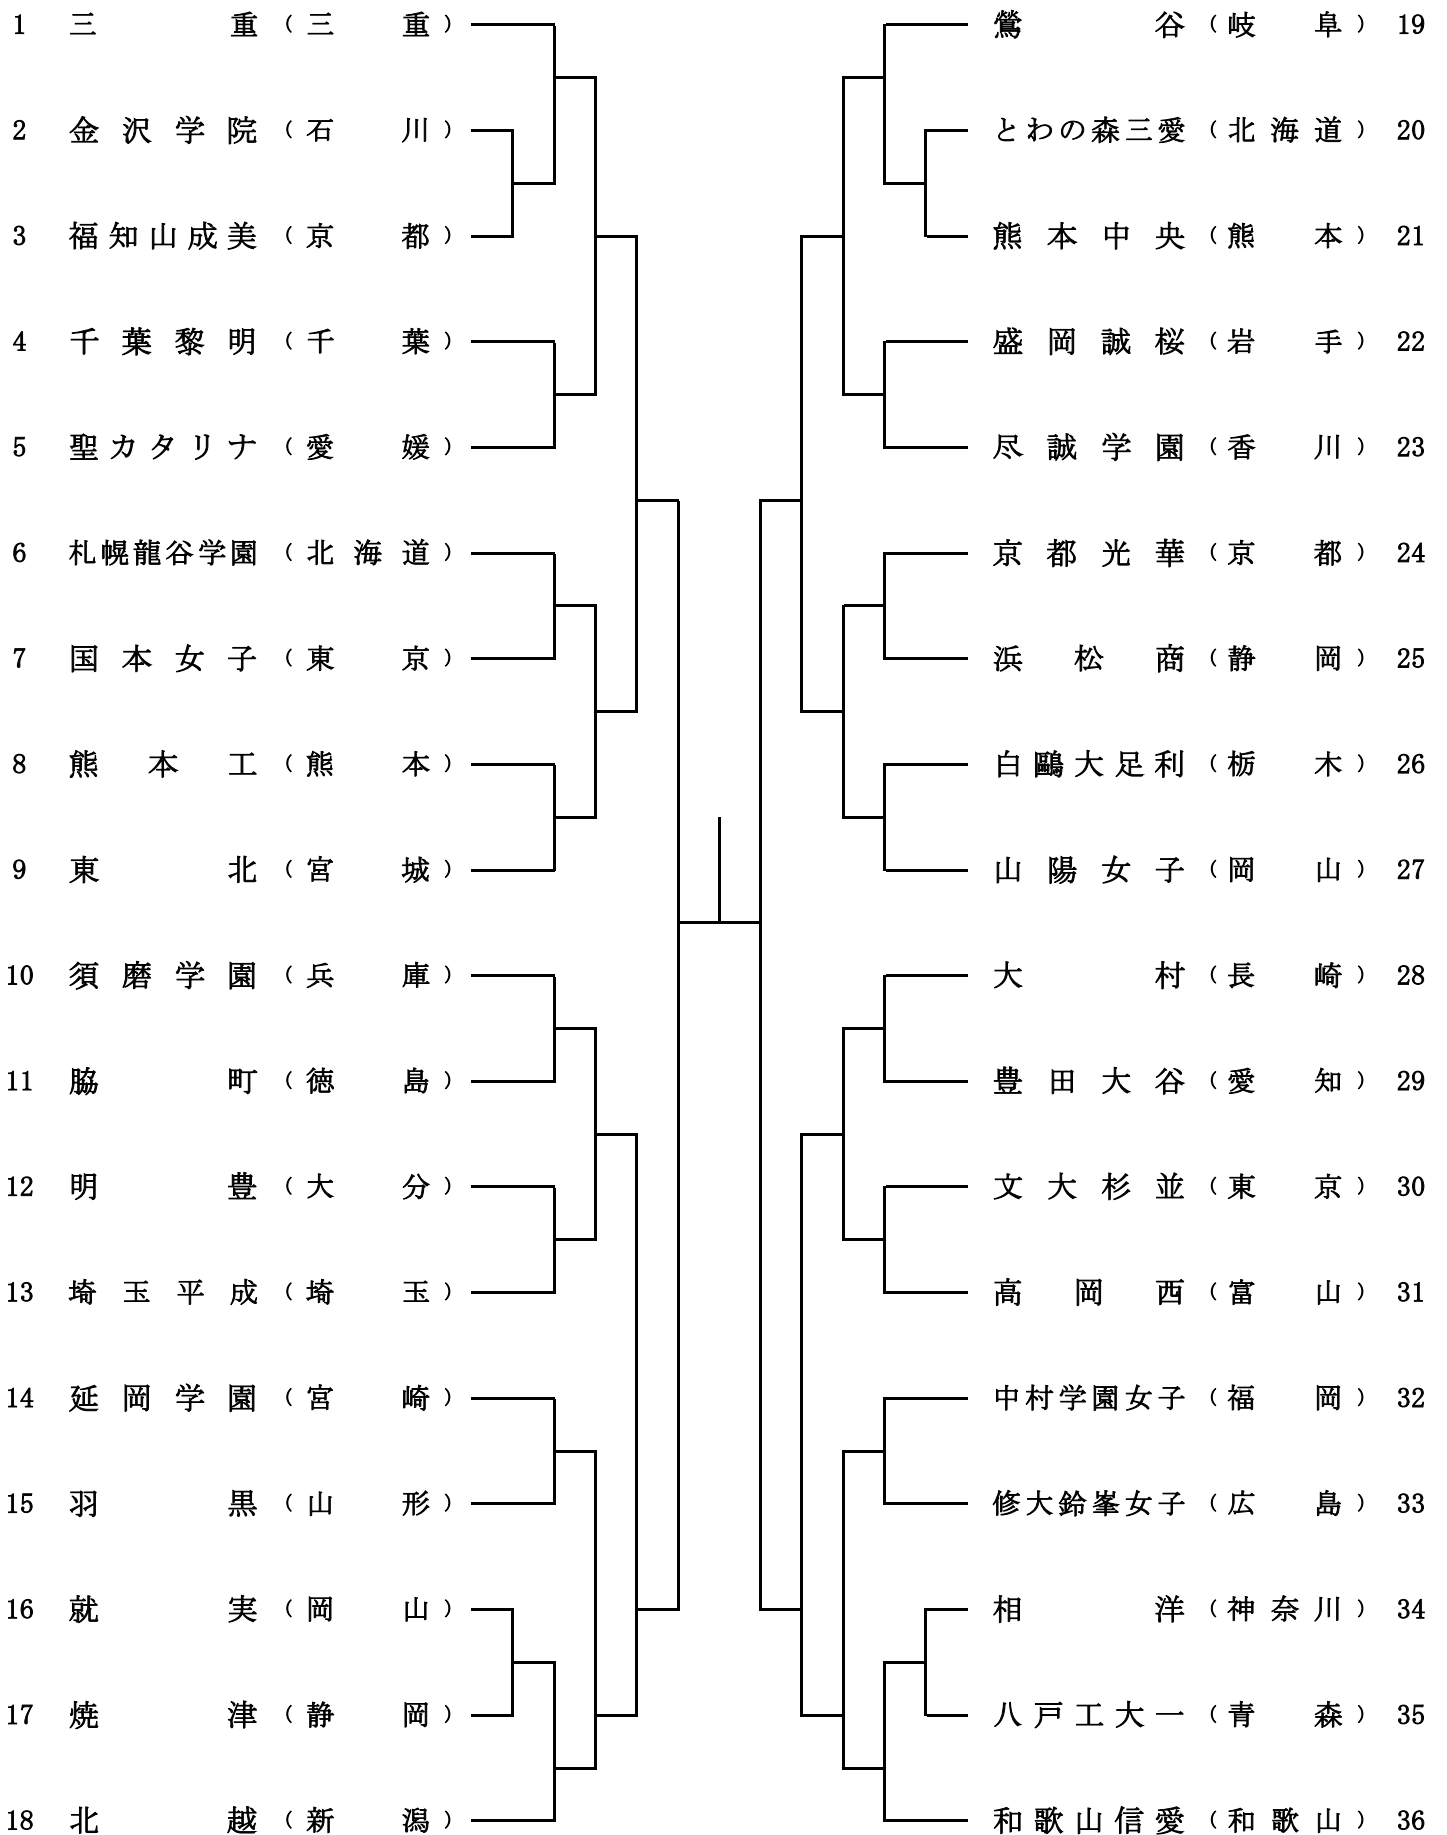 1 三重（三重）
2 金沢学院（石川）
3 福知山成美（京都）
4 千葉黎明（千葉）
5 聖カタリナ（愛媛）
6 札幌龍谷学園（北海道）
7 国本女子（東京）
8 熊本工（熊本）
9 東北（宮城）
10 須磨学園（兵庫）
11 脇町（徳島）
12 明豊（大分）
13 埼玉平成（埼玉）
14 延岡学園（宮崎）
15 羽黒（山形）
16 就実（岡山）
17 焼津（静岡）
18 北越（新潟）
鶯谷（岐阜） 19
とわの森三愛（北海道） 20
熊本中央（熊本） 21
盛岡誠桜（岩手） 22
尽誠学園（香川） 23
京都光華（京都） 24
浜松商（静岡） 25
白鷗大足利（栃木） 26
山陽女子（岡山） 27
大村（長崎） 28
豊田大谷（愛知） 29
文大杉並（東京） 30
高岡西（富山） 31
中村学園女子（福岡） 32
修大鈴峯女子（広島） 33
相洋（神奈川） 34
八戸工大一（青森） 35
和歌山信愛（和歌山） 36